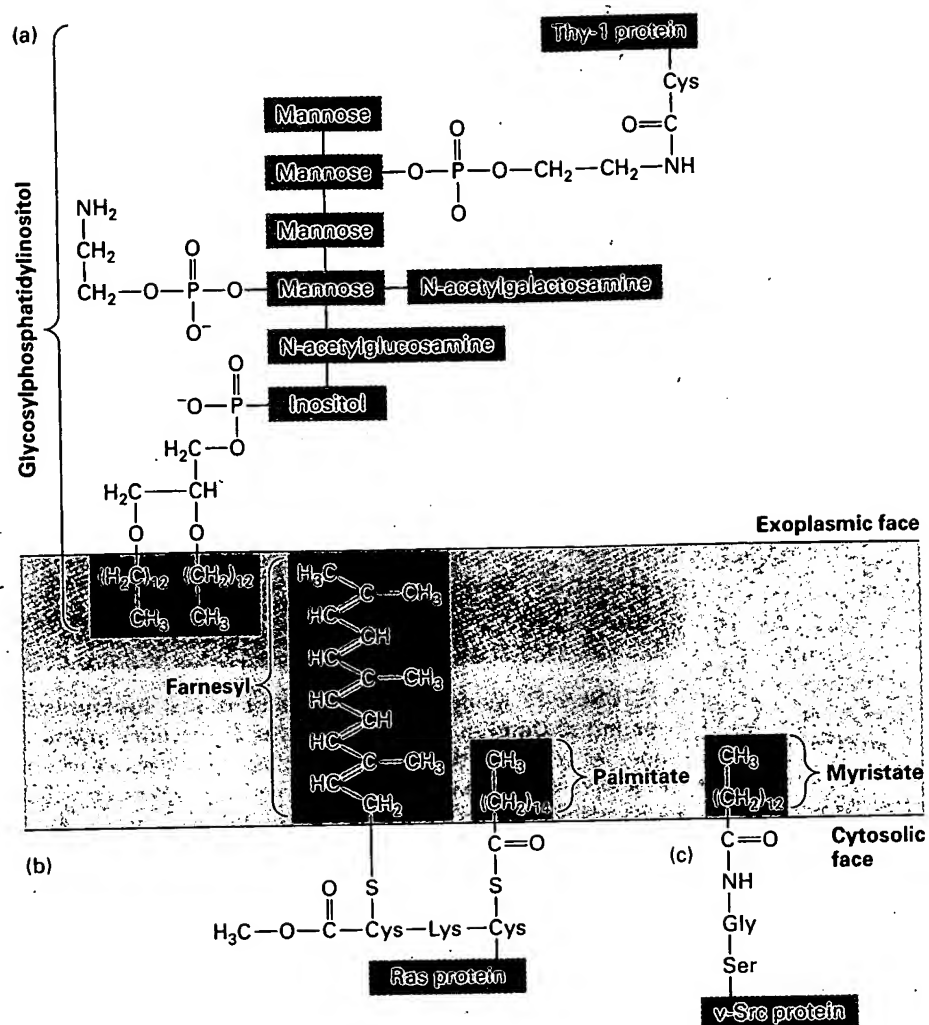 (a)
Thy-1 protein
Cys
O=C
NH
Mannose
Mannose—O—P—O—CH₂—CH₂—NH
O
O
Mannose
NH₂
CH₂
CH₂—O—P—O—Mannose—N-acetylgalactosamine
O
O⁻
N-acetylglucosamine
O
⁻O—P—Inositol
H₂C—O
H₂C—CH
O O
Glycosylphosphatidylinositol
Exoplasmic face
(H₂C)₁₂ (CH₂)₁₂
CH₃ CH₃
Farnesyl
H₃C
C—CH₃
HC
CH
HC
C—CH₃
HC
CH
HC
C—CH₃
HC
CH₂
CH₃
(CH₂)₁₄
Palmitate
CH₃
(CH₂)₁₂
Myristate
Cytosolic face
(b)
S
C=O
S
O
H₃C—O—C—Cys—Lys—Cys
Ras protein
(c)
C=O
NH
Gly
Ser
v-Src protein